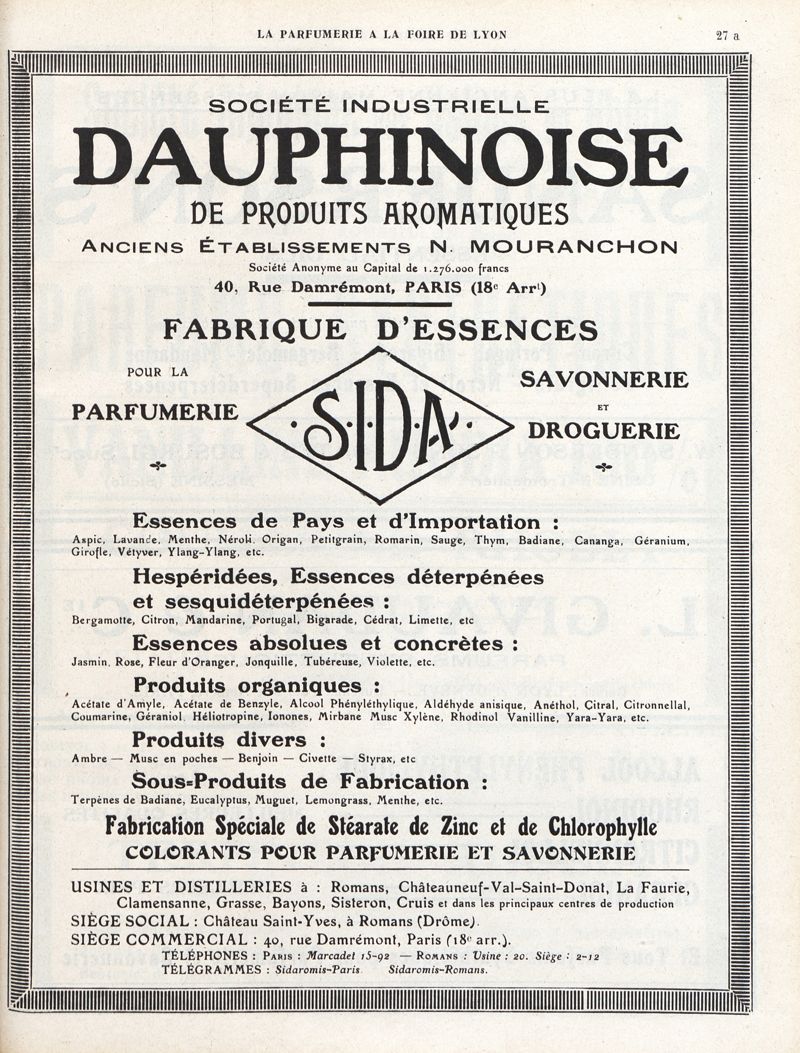 LA PARFUMERIE A LA FOIRE DE LYON
27 a
SOCIÉTÉ INDUSTRIELLE
DAUPHINOISE
DE PRODUITS AROMATIQUES
ANCIENS ÉTABLISSEMENTS N. MOURANCHON
Société Anonyme au Capital de 1.276.000 francs
40, Rue Damrémont, PARIS (18e Arrt)
FABRIQUE D'ESSENCES
POUR LA
PARFUMERIE
S.I.D.A.
SAVONNERIE
ET
DROGUERIE
Essences de Pays et d'Importation :
Aspic, Lavande, Menthe, Néroli, Origan, Petitgrain, Romarin, Sauge, Thym, Badiane, Cananga, Géranium,
Girofle, Vétyver, Ylang-Ylang, etc.
Hespéridées, Essences déterpénées
et sesquidéterpénées :
Bergamotte, Citron, Mandarine, Portugal, Bigarade, Cédrat, Limette, etc
Essences absolues et concrètes :
Jasmin, Rose, Fleur d'Oranger, Jonquille, Tubéreuse, Violette, etc.
Produits organiques :
Acétate d'Amyle, Acétate de Benzyle, Alcool Phényléthylique, Aldéhyde anisique, Anéthol, Citral, Citronnellal,
Coumarine, Géraniol, Héliotropine, Ionones, Mirbane Musc Xylène, Rhodinol Vanilline, Yara-Yara, etc.
Produits divers :
Ambre — Musc en poches — Benjoin — Civette — Styrax, etc
Sous-Produits de Fabrication :
Terpènes de Badiane, Eucalyptus, Muguet, Lemongrass, Menthe, etc.
Fabrication Spéciale de Stéarate de Zinc et de Chlorophylle
COLORANTS POUR PARFUMERIE ET SAVONNERIE
USINES ET DISTILLERIES à : Romans, Châteauneuf-Val-Saint-Donat, La Faurie,
Clamensanne, Grasse, Bayons, Sisteron, Cruis et dans les principaux centres de production
SIÈGE SOCIAL : Château Saint-Yves, à Romans (Drôme).
SIÈGE COMMERCIAL : 40, rue Damrémont, Paris (18e arr.).
TÉLÉPHONES : PARIS : Marcadet 15-92 — ROMANS : Usine : 20. Siège : 2-12
TÉLÉGRAMMES : Sidaromis-Paris Sidaromis-Romans.